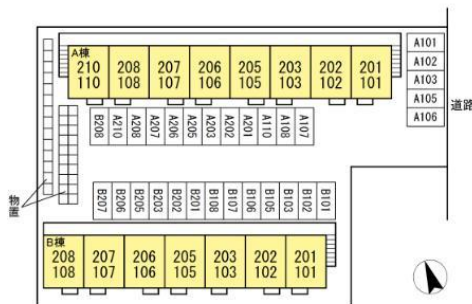 A棟
210 208 207 206 205 203 202 201
110 108 107 106 105 103 102 101
A101
A102
A103
A105
A106
道路
B208 A210 A208 A207 A206 A205 A203 A202 A201 A110 A108 A107
物置
B207 B206 B205 B203 B202 B201 B108 B107 B106 B105 B103 B102 B101
B棟
208 207 206 205 203 202 201
108 107 106 105 103 102 101